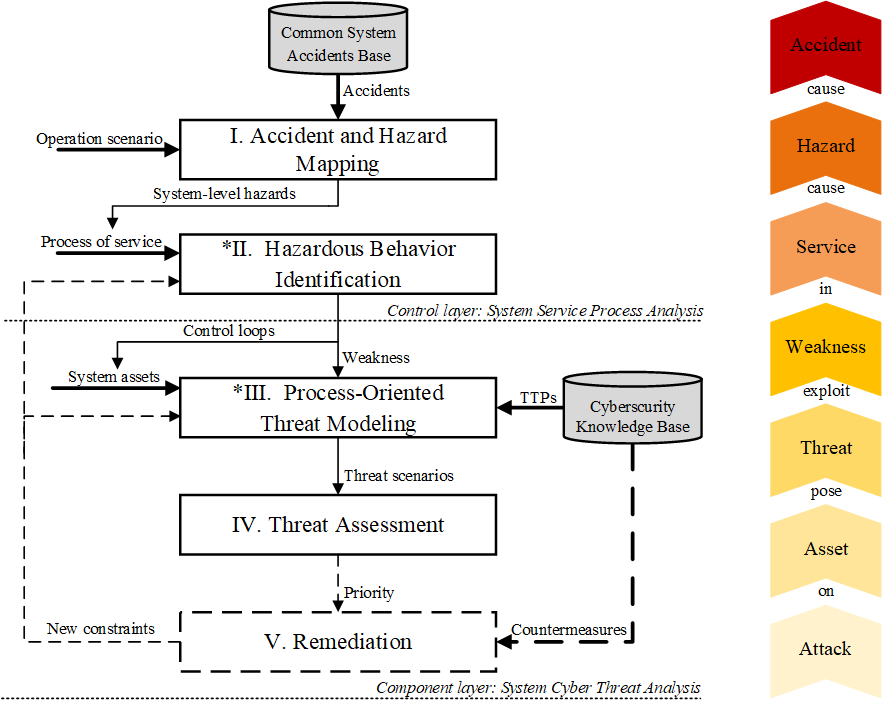 Common System
Accidents Base
Accidents
Operation scenario
I. Accident and Hazard
Mapping
System-level hazards
Process of service
*II. Hazardous Behavior
Identification
Control layer: System Service Process Analysis
Control loops
Weakness
System assets
*III. Process-Oriented
Threat Modeling
TTPs
Cyberscurity
Knowledge Base
Threat scenarios
IV. Threat Assessment
Priority
New constraints
V. Remediation
Countermeasures
Component layer: System Cyber Threat Analysis
Accident
cause
Hazard
cause
Service
in
Weakness
exploit
Threat
pose
Asset
on
Attack